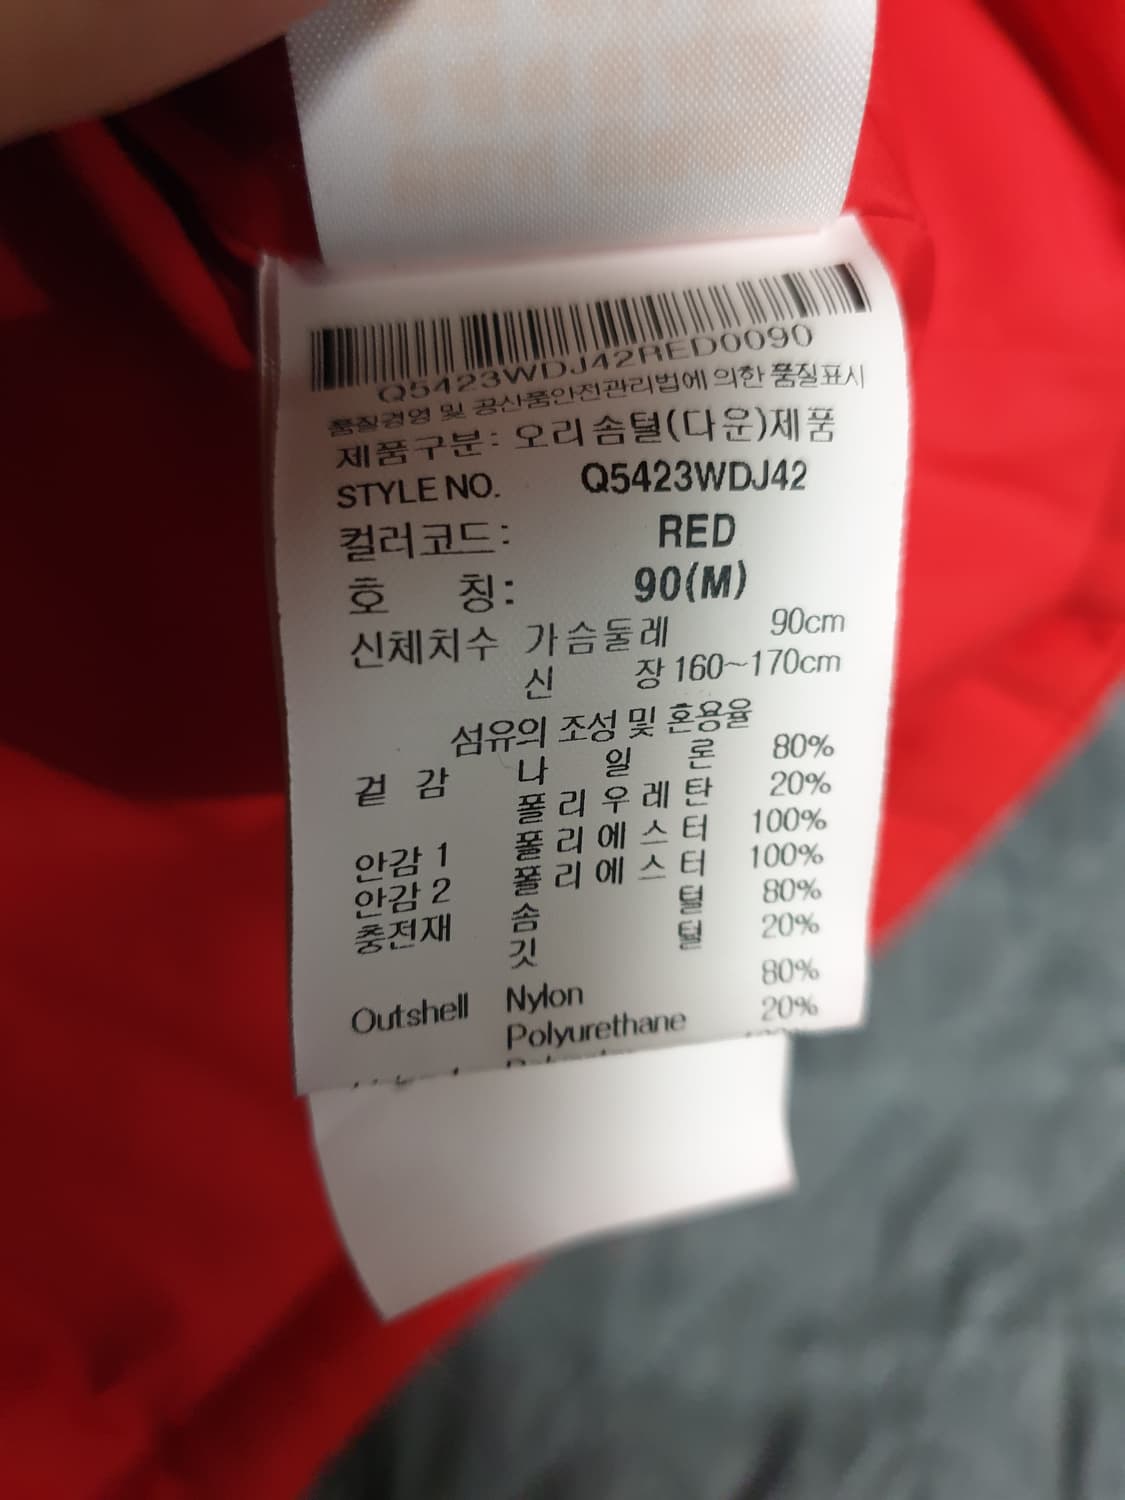 Q5423WDJ42RED0090
품질경영 및 공산품안전관리법에 의한 품질표시
제품구분: 오리솜털(다운)제품
STYLE NO. Q5423WDJ42
컬러코드: RED
호 칭: 90(M)
신체치수 가슴둘레 90cm
신 장 160~170cm
섬유의 조성 및 혼용율
겉 감 나 일 론 80%
폴리우레탄 20%
안감 1 폴리에스터 100%
안감 2 폴리에스터 100%
충전재 솜 털 80%
깃 털 20%
Outshell Nylon 80%
Polyurethane 20%